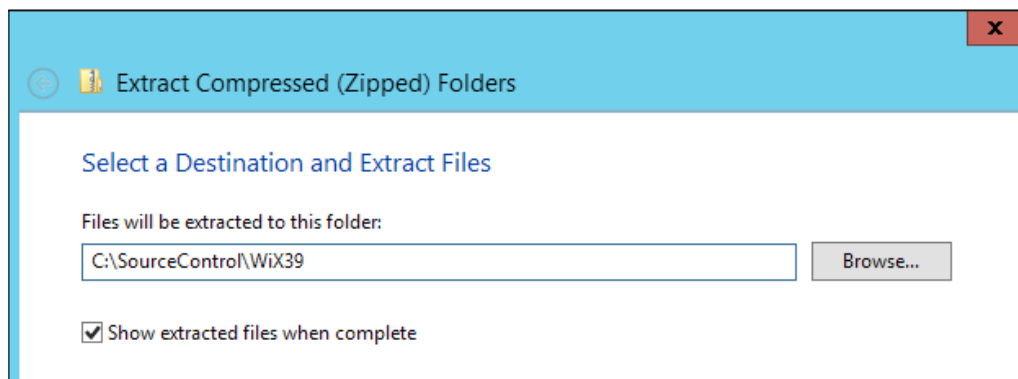 x
Extract Compressed (Zipped) Folders
Select a Destination and Extract Files
Files will be extracted to this folder:
C:\SourceControl\WiX39
Browse...
Show extracted files when complete